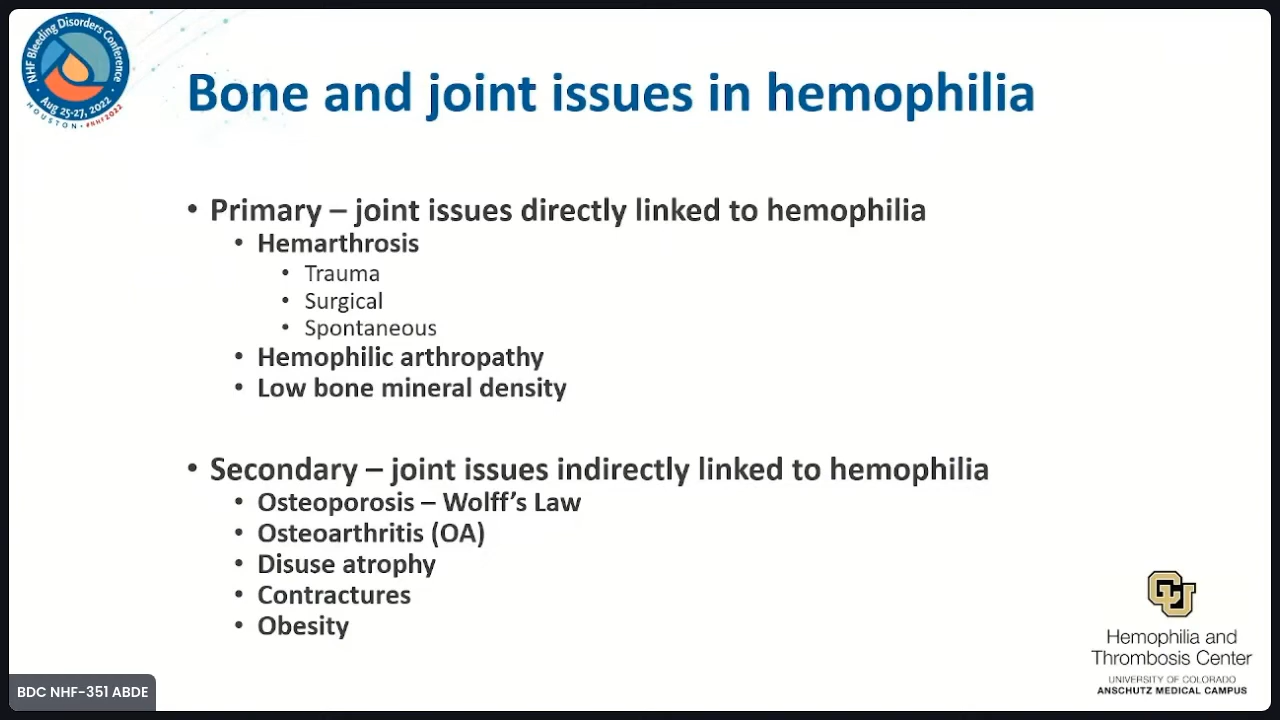 NHF Bleeding Disorders Conference
Aug 25-27, 2022
HOUSTON • #NHF2022
Bone and joint issues in hemophilia
• Primary – joint issues directly linked to hemophilia
• Hemarthrosis
• Trauma
• Surgical
• Spontaneous
• Hemophilic arthropathy
• Low bone mineral density
• Secondary – joint issues indirectly linked to hemophilia
• Osteoporosis – Wolff's Law
• Osteoarthritis (OA)
• Disuse atrophy
• Contractures
• Obesity
CU
Hemophilia and
Thrombosis Center
UNIVERSITY OF COLORADO
ANSCHUTZ MEDICAL CAMPUS
BDC NHF-351 ABDE